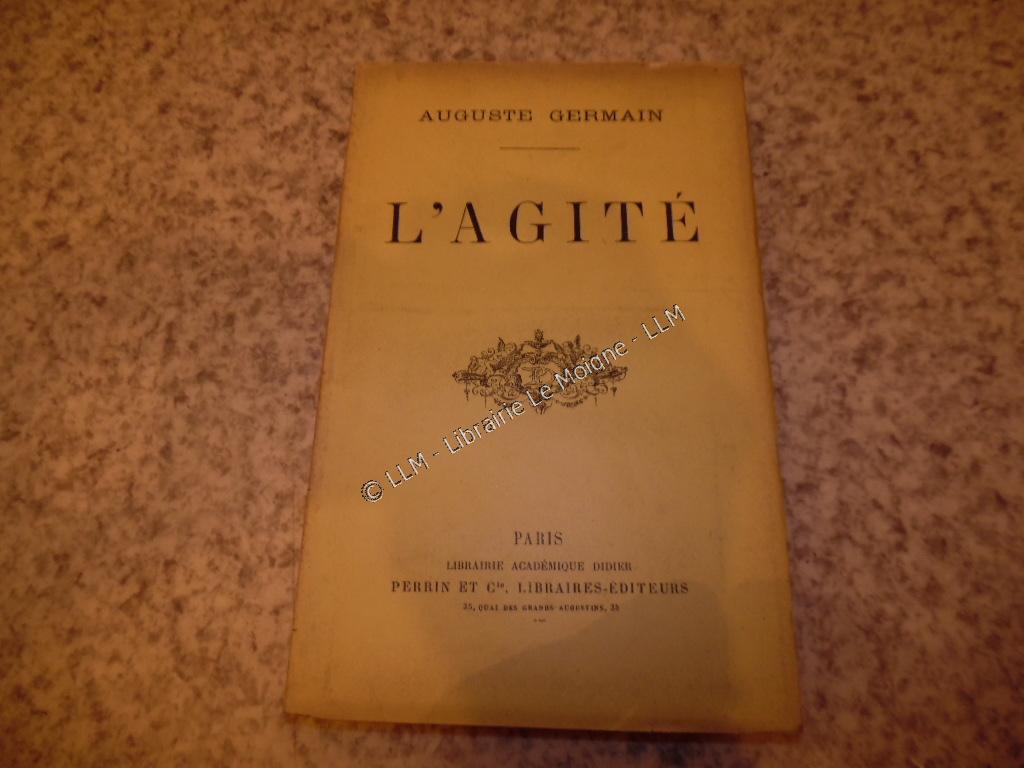 AUGUSTE GERMAIN
L'AGITÉ
© LLM - Librairie Le Moigne - LLM
PARIS
LIBRAIRIE ACADÉMIQUE DIDIER
PERRIN ET Cie, LIBRAIRES-ÉDITEURS
35, QUAI DES GRANDS-AUGUSTINS, 35